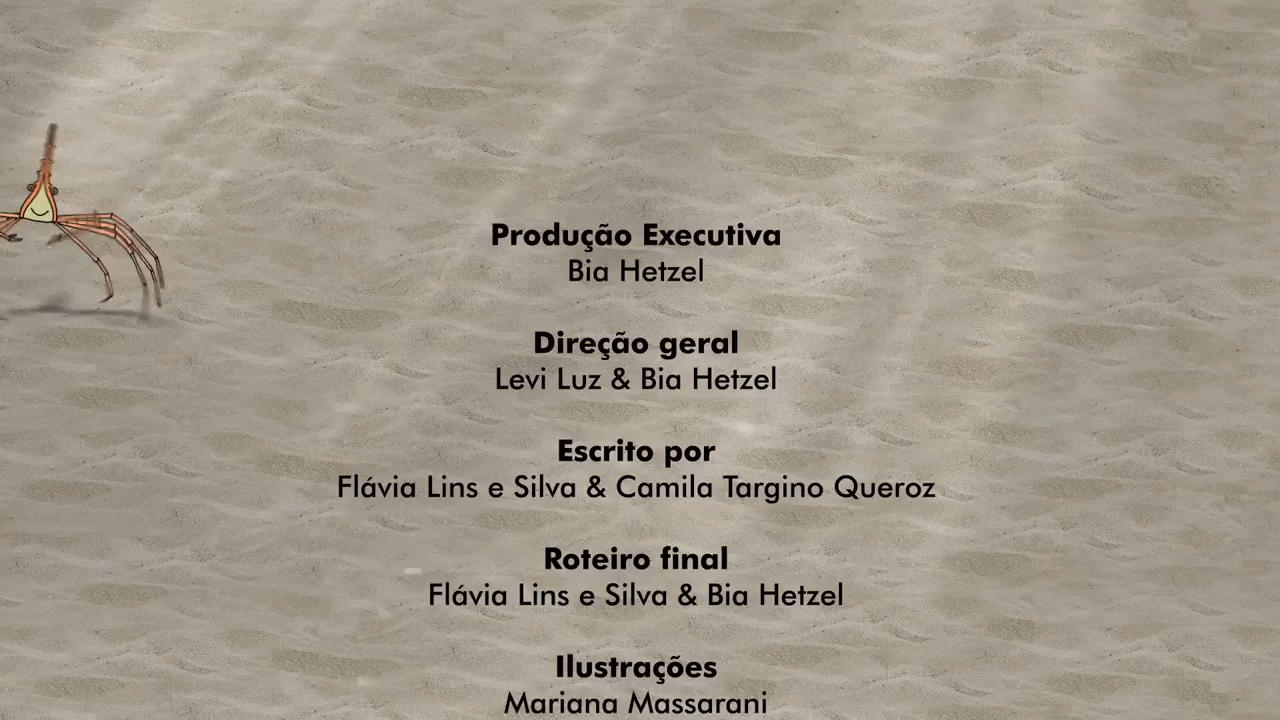 Produção Executiva
Bia Hetzel
Direção geral
Levi Luz & Bia Hetzel
Escrito por
Flávia Lins e Silva & Camila Targino Queroz
Roteiro final
Flávia Lins e Silva & Bia Hetzel
Ilustrações
Mariana Massarani